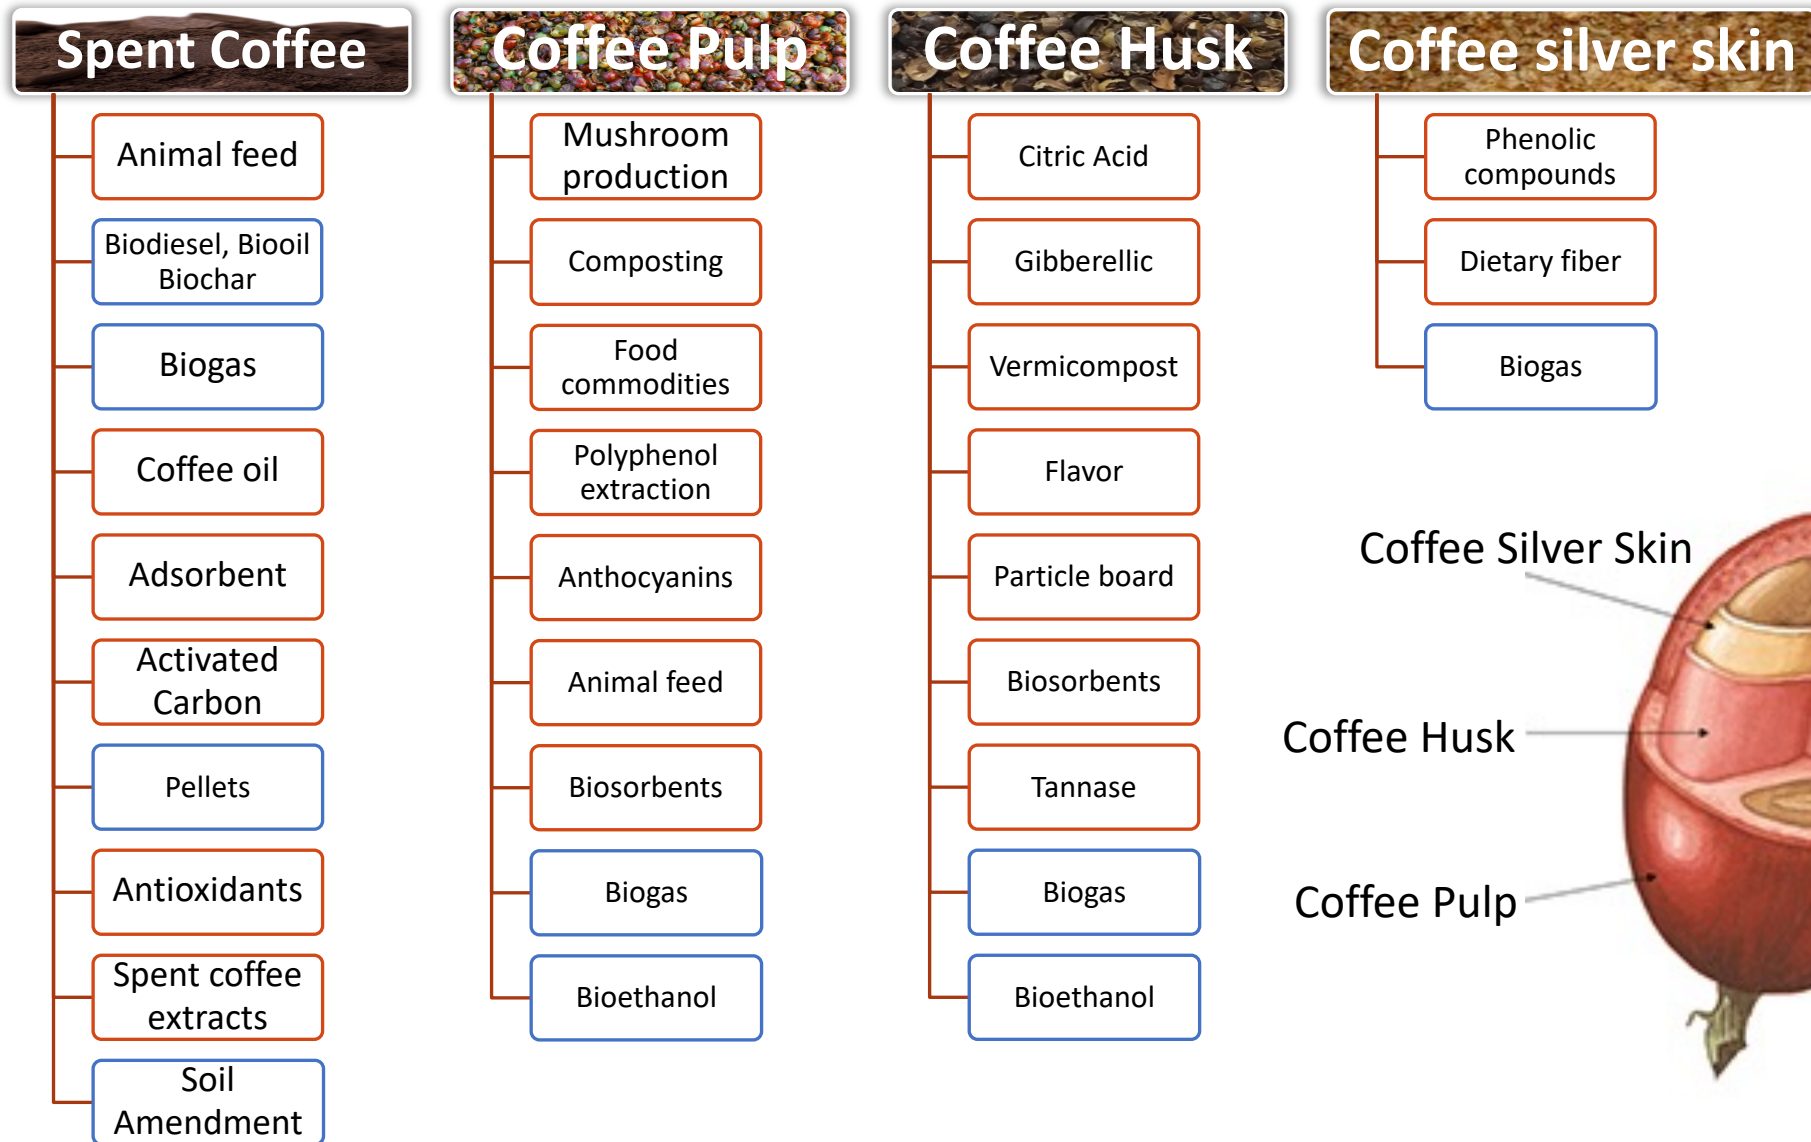 Spent Coffee
Animal feed
Biodiesel, Biooil
Biochar
Biogas
Coffee oil
Adsorbent
Activated
Carbon
Pellets
Antioxidants
Spent coffee
extracts
Soil
Amendment
Coffee Pulp
Mushroom
production
Composting
Food
commodities
Polyphenol
extraction
Anthocyanins
Animal feed
Biosorbents
Biogas
Bioethanol
Coffee Husk
Citric Acid
Gibberellic
Vermicompost
Flavor
Particle board
Biosorbents
Tannase
Biogas
Bioethanol
Coffee silver skin
Phenolic
compounds
Dietary fiber
Biogas
Coffee Silver Skin
Coffee Husk
Coffee Pulp